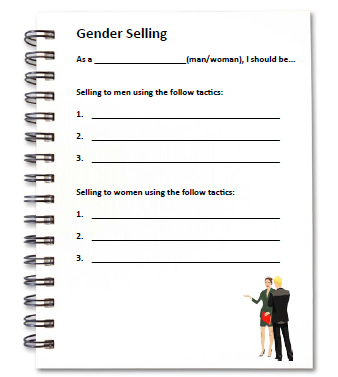 Gender Selling
As a ____________________(man/woman), I should be...
Selling to men using the follow tactics:
1. ________________________________________
2. ________________________________________
3. ________________________________________
Selling to women using the follow tactics:
1. ________________________________________
2. ________________________________________
3. ________________________________________